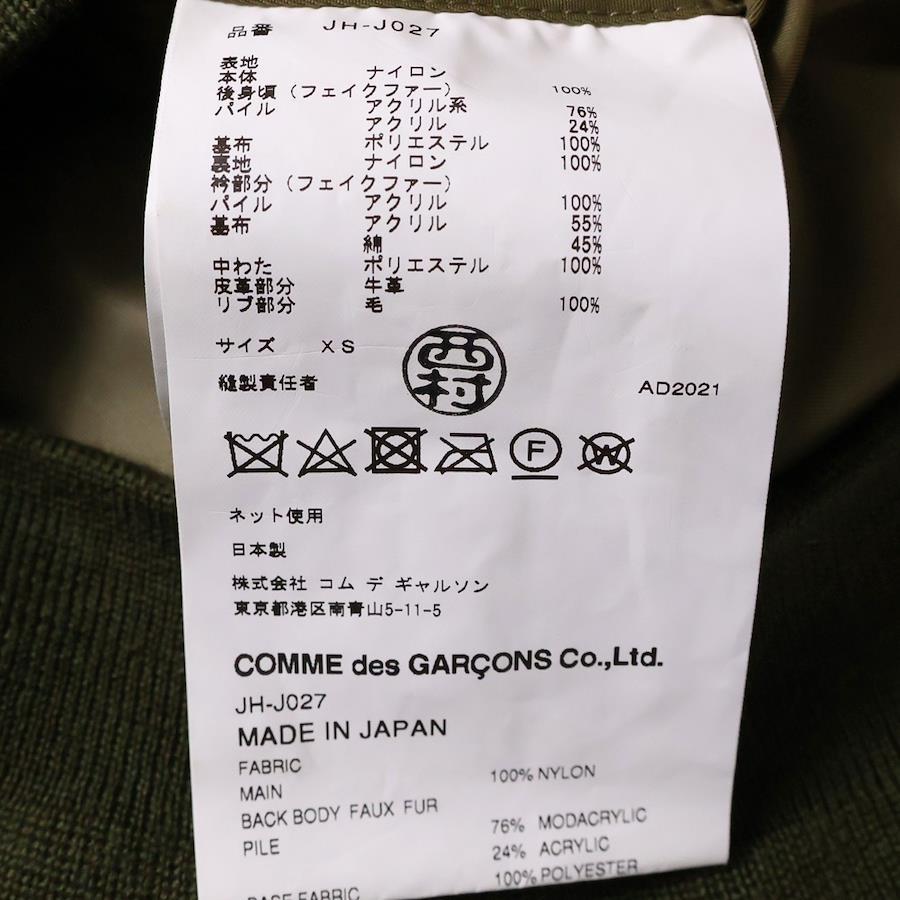 品番 JH-J027
表地
本体 ナイロン 100%
後身頃(フェイクファー)
パイル アクリル系 76%
アクリル 24%
基布 ポリエステル 100%
裏地 ナイロン 100%
衿部分(フェイクファー)
パイル アクリル 100%
基布 アクリル 55%
綿 45%
中わた ポリエステル 100%
皮革部分 牛革
リブ部分 毛 100%
サイズ XS
西村
縫製責任者 AD2021
F W
ネット使用
日本製
株式会社 コム デ ギャルソン
東京都港区南青山5-11-5
COMME des GARÇONS Co.,Ltd.
JH-J027
MADE IN JAPAN
FABRIC
MAIN 100% NYLON
BACK BODY FAUX FUR
PILE 76% MODACRYLIC
24% ACRYLIC
BASE FABRIC 100% POLYESTER